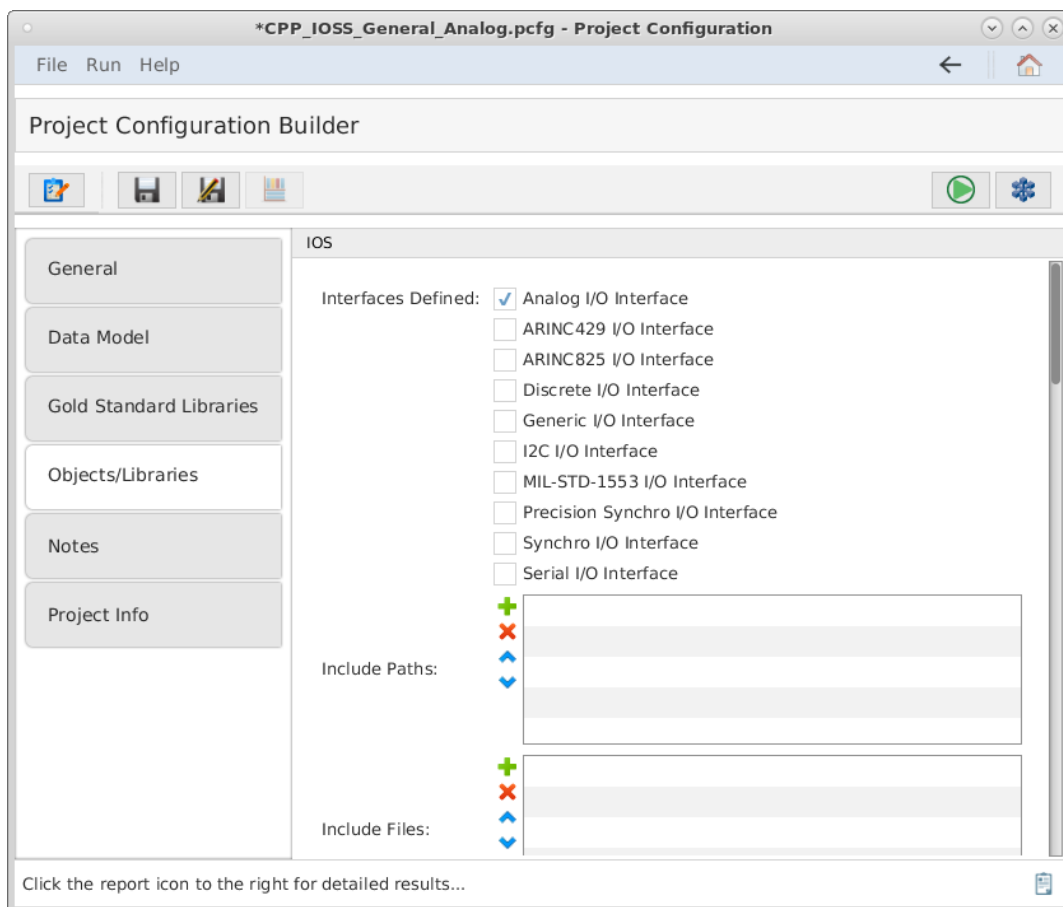 *CPP_IOSS_General_Analog.pcfg - Project Configuration
File Run Help
Project Configuration Builder
General
Data Model
Gold Standard Libraries
Objects/Libraries
Notes
Project Info
IOS
Interfaces Defined:
Analog I/O Interface
ARINC429 I/O Interface
ARINC825 I/O Interface
Discrete I/O Interface
Generic I/O Interface
I2C I/O Interface
MIL-STD-1553 I/O Interface
Precision Synchro I/O Interface
Synchro I/O Interface
Serial I/O Interface
Include Paths:
Include Files:
Click the report icon to the right for detailed results...